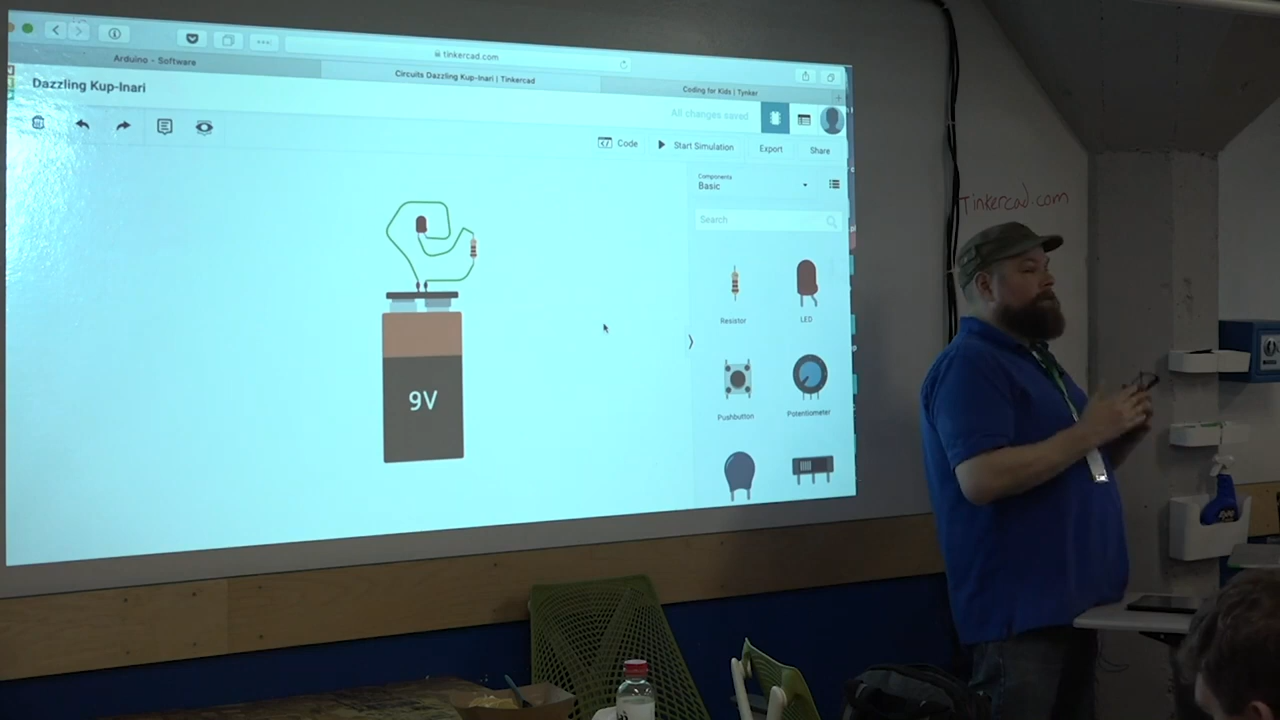 tinkercad.com
Arduino - Software
Circuits Dazzling Kup-Inari | Tinkercad
Coding for Kids | Tynker
Dazzling Kup-Inari
All changes saved
Code
Start Simulation
Export
Share
Components
Basic
Search
Resistor
LED
Pushbutton
Potentiometer
9V
Tinkercad.com